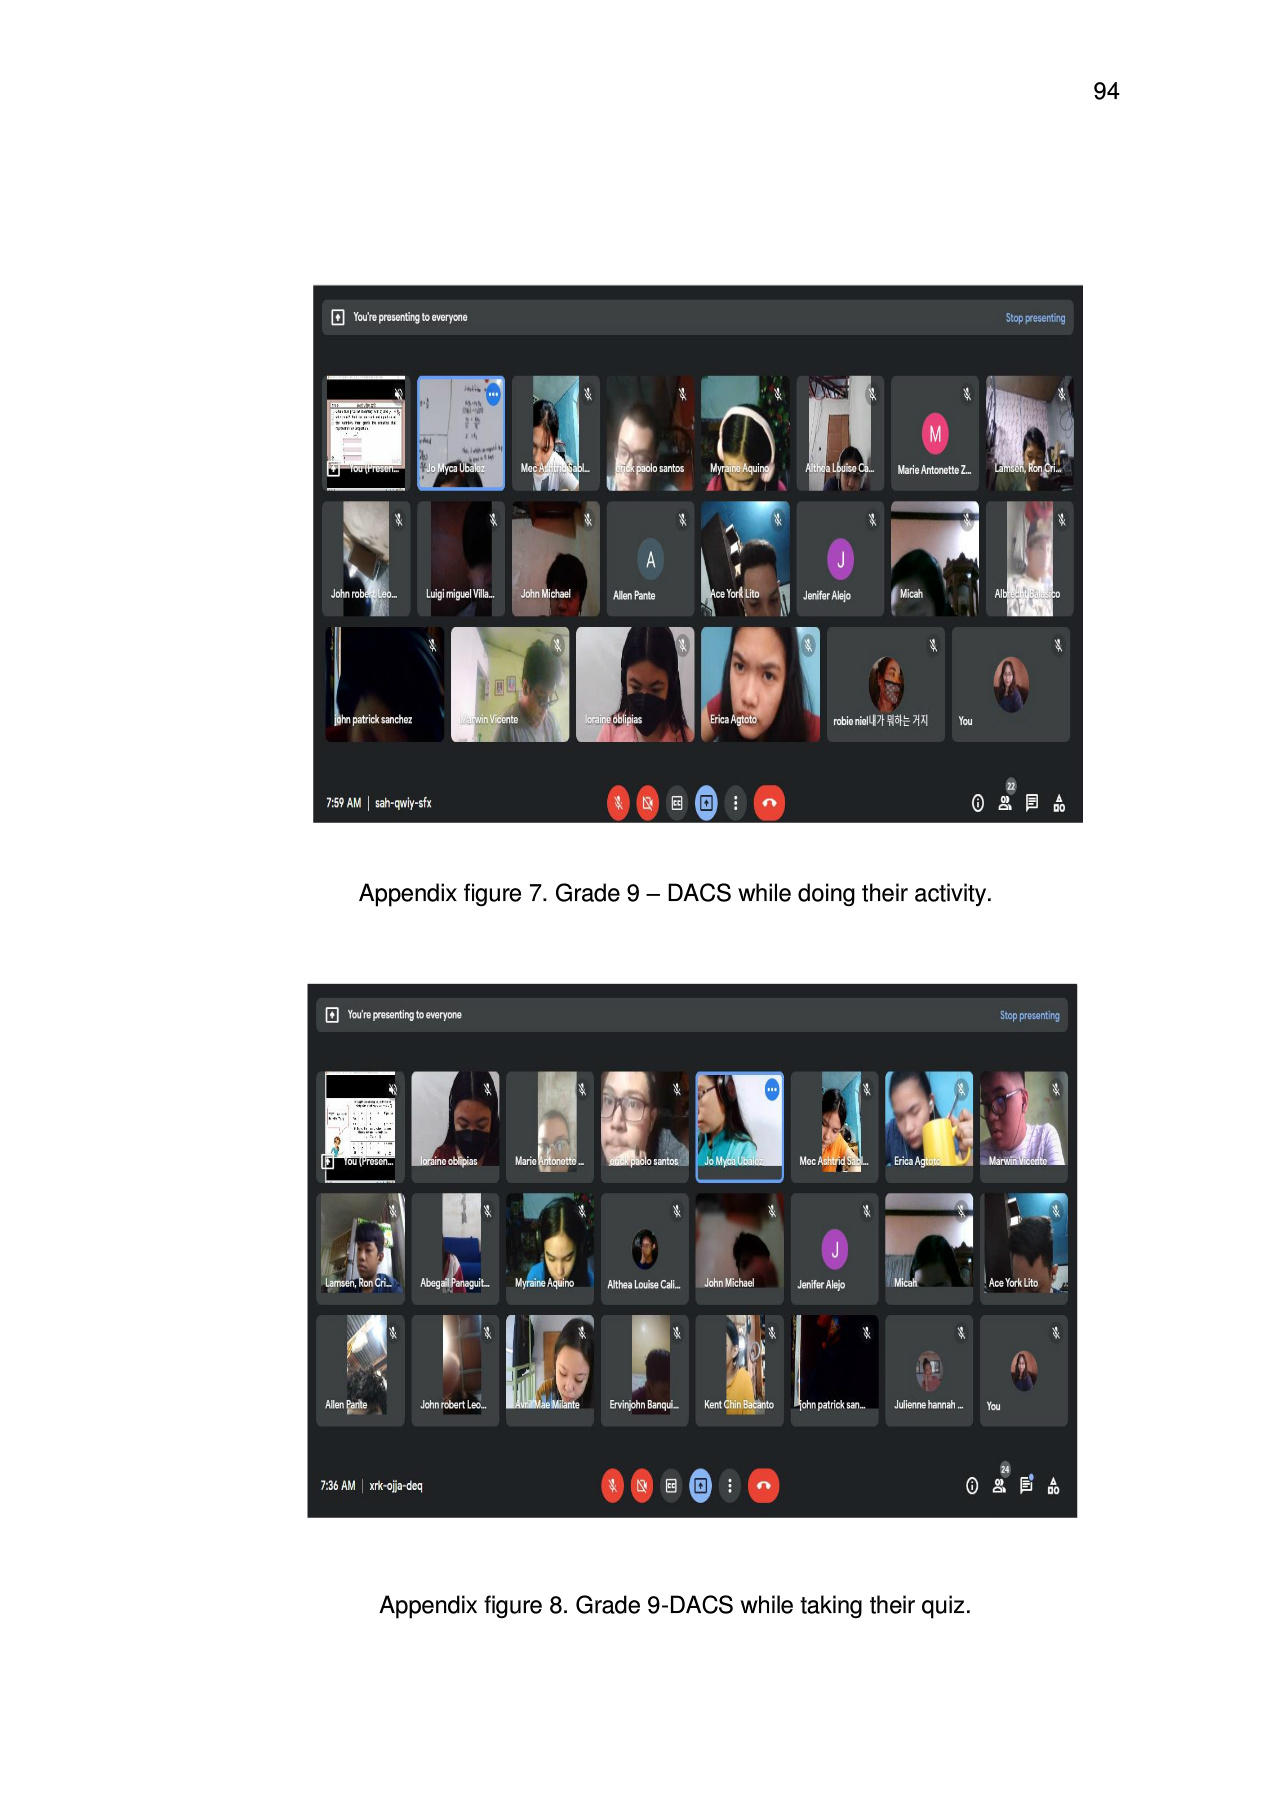 94
You're presenting to everyone
Stop presenting
You (Presen...
Jo Myca Ubalez
Mec Ashtrid Saol...
erick paolo santos
Myraine Aquino
Althea Louise Ca...
M
Marie Antonette Z...
Lamsen, Ron Cri...
John robert Leo...
Luigi miguel Villa...
John Michael
A
Allen Pante
Ace York Lito
J
Jenifer Alejo
Micah
Albrecht Balasico
john patrick sanchez
Marwin Vicente
loraine oblipias
Erica Agtoto
robie niel내가 뭐하는 거지
You
7:59 AM | sah-qwiy-sfx
22
Appendix figure 7. Grade 9 – DACS while doing their activity.
You're presenting to everyone
Stop presenting
You (Presen...
loraine oblipias
Marie Antonette ...
erick paolo santos
Jo Myca Ubalez
Mec Ashtrid Saol...
Erica Agtoto
Marwin Vicente
Lamsen, Ron Cri...
Abegail Panaguit...
Myraine Aquino
Althea Louise Cali...
John Michael
J
Jenifer Alejo
Micah
Ace York Lito
Allen Pante
John robert Leo...
Avril Mae Milante
Ervinjohn Banqui...
Kent Chin Bacanto
john patrick san...
Julienne hannah ...
You
7:36 AM | xrk-ojja-deq
24
Appendix figure 8. Grade 9-DACS while taking their quiz.